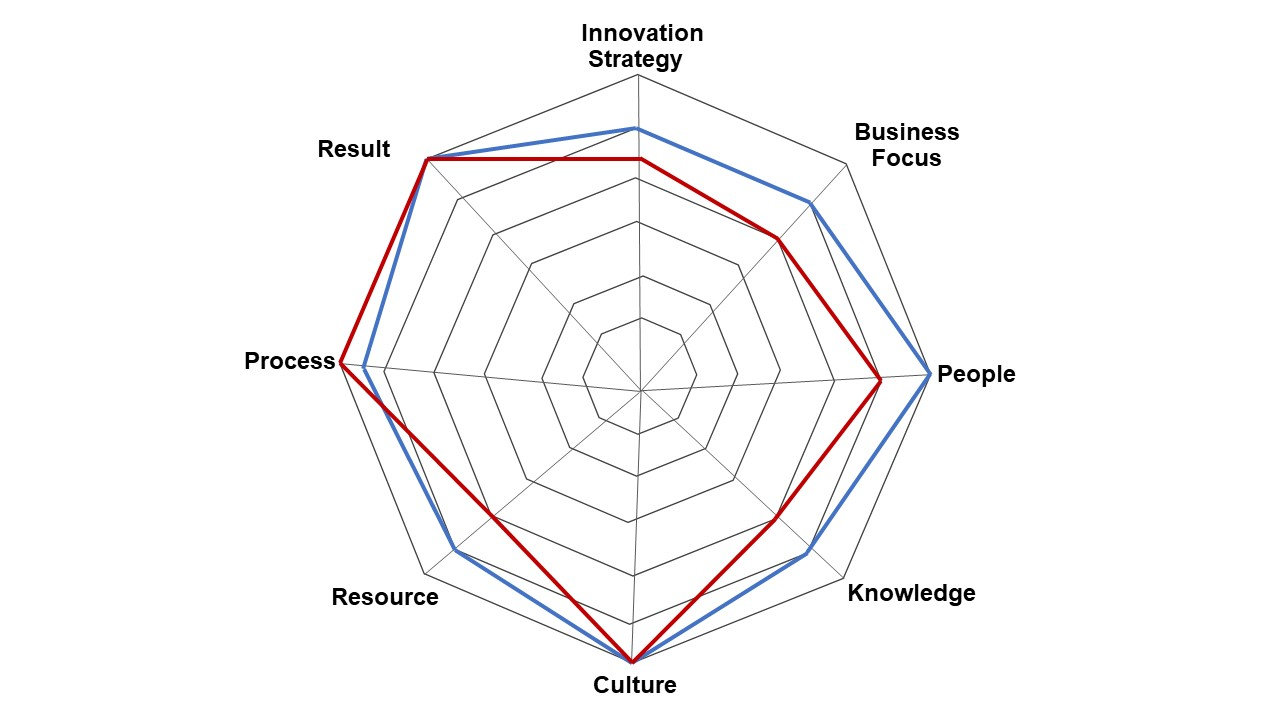 Innovation
Strategy
Business
Focus
Result
Process
People
Resource
Knowledge
Culture